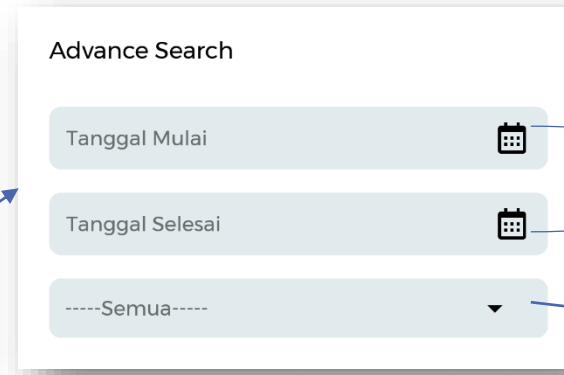 Advance Search
Tanggal Mulai
Tanggal Selesai
-----Semua-----